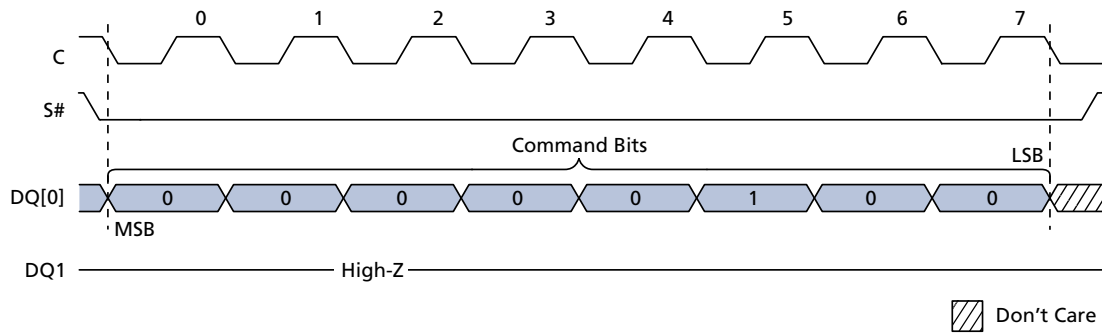 0 1 2 3 4 5 6 7
C
S#
Command Bits
LSB
DQ[0] 0 0 0 0 0 1 0 0
MSB
DQ1 High-Z
Don't Care